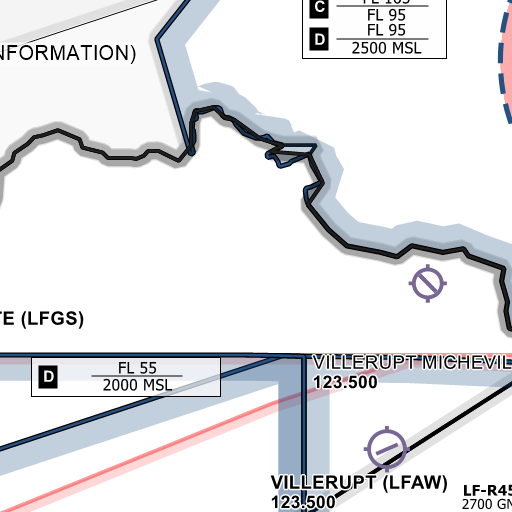 C
FL 95
FL 95
D
2500 MSL
NFORMATION)
TE (LFGS)
D
FL 55
2000 MSL
VILLERUPT MICHEVIL
123.500
VILLERUPT (LFAW)
123.500
LF-R45
2700 GN